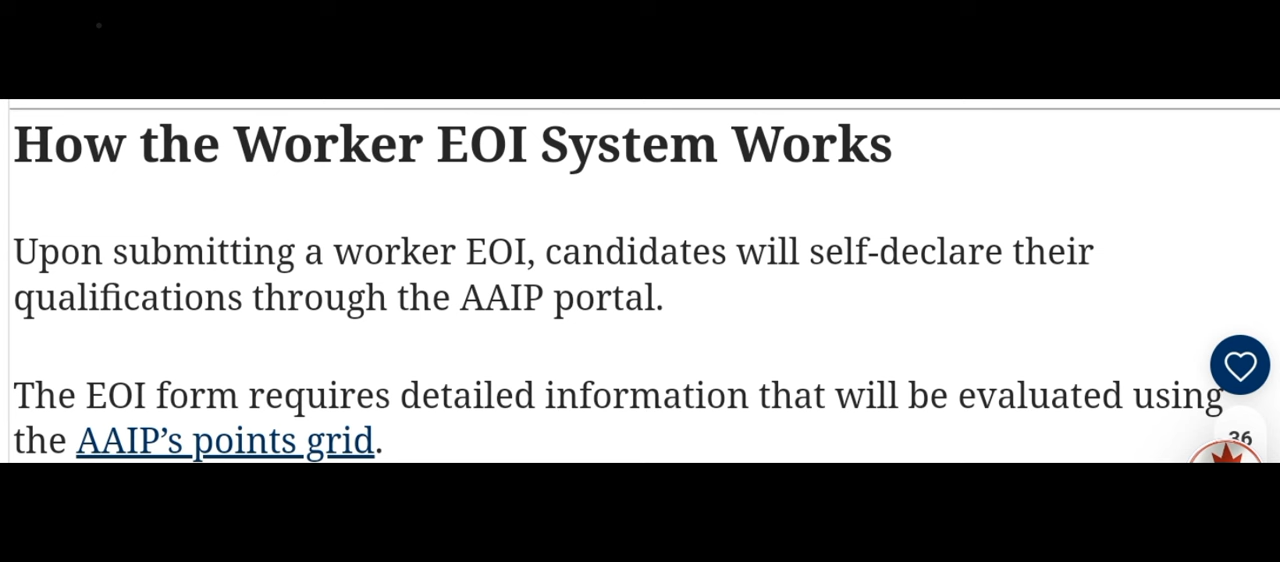 How the Worker EOI System Works
Upon submitting a worker EOI, candidates will self-declare their
qualifications through the AAIP portal.
The EOI form requires detailed information that will be evaluated using
the AAIP’s points grid.
36